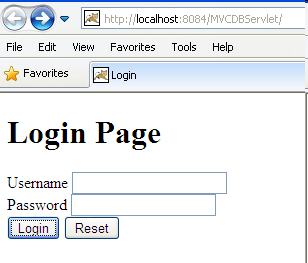 http://localhost:8084/MVCDBServlet/
File Edit View Favorites Tools Help
Favorites Login
Login Page
Username
Password
Login Reset